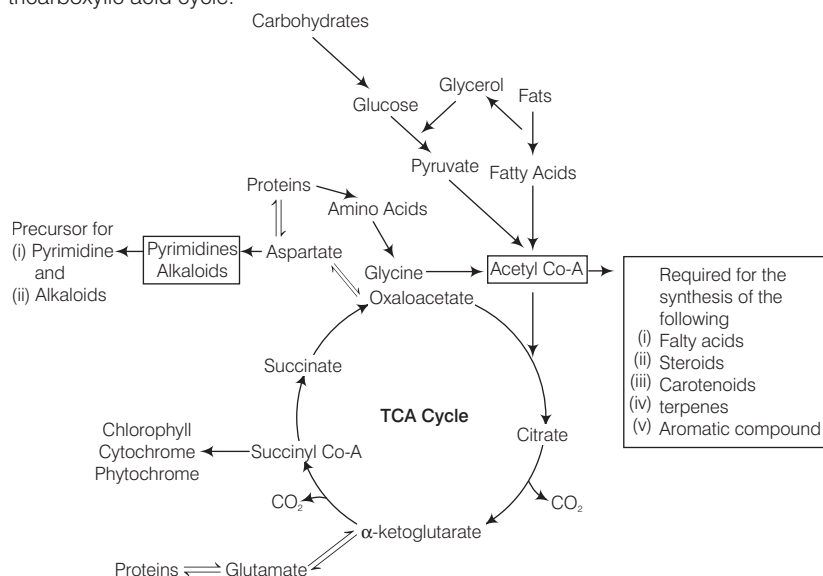 tricarboxylic acid cycle.
Carbohydrates
Glycerol
Fats
Glucose
Pyruvate
Fatty Acids
Proteins
Amino Acids
Precursor for
(i) Pyrimidine
and
(ii) Alkaloids
Pyrimidines
Alkaloids
Aspartate
Glycine
Acetyl Co-A
Oxaloacetate
Required for the
synthesis of the
following
(i) Falty acids
(ii) Steroids
(iii) Carotenoids
(iv) terpenes
(v) Aromatic compound
Succinate
TCA Cycle
Citrate
Chlorophyll
Cytochrome
Phytochrome
Succinyl Co-A
CO₂
CO₂
α-ketoglutarate
Proteins
Glutamate